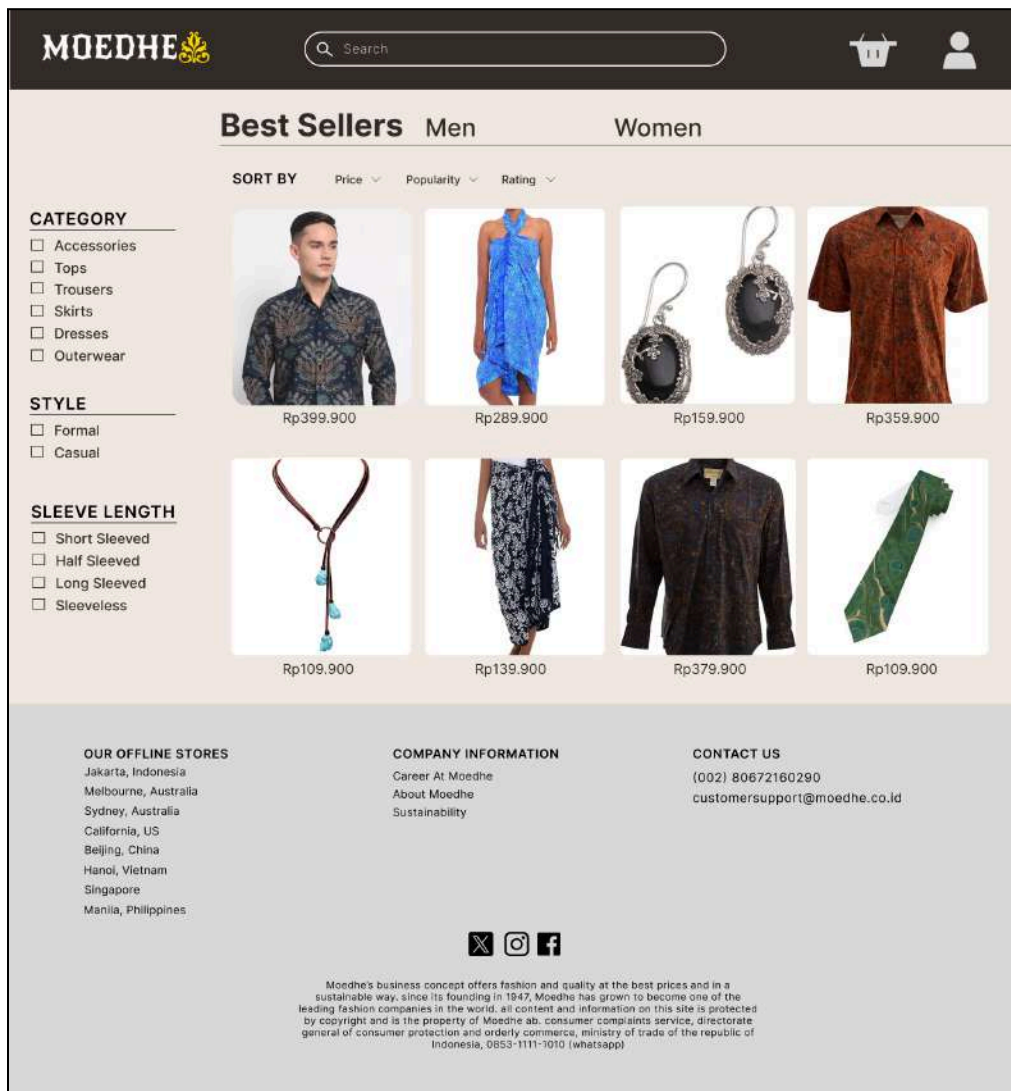 MOEDHE
Search
Best Sellers Men Women
SORT BY Price Popularity Rating
CATEGORY
Accessories
Tops
Trousers
Skirts
Dresses
Outerwear
STYLE
Formal
Casual
SLEEVE LENGTH
Short Sleeved
Half Sleeved
Long Sleeved
Sleeveless
Rp399.900 Rp289.900 Rp159.900 Rp359.900
Rp109.900 Rp139.900 Rp379.900 Rp109.900
OUR OFFLINE STORES
Jakarta, Indonesia
Melbourne, Australia
Sydney, Australia
California, US
Beijing, China
Hanoi, Vietnam
Singapore
Manila, Philippines
COMPANY INFORMATION
Career At Moedhe
About Moedhe
Sustainability
CONTACT US
(002) 80672160290
customersupport@moedhe.co.id
Moedhe's business concept offers fashion and quality at the best prices and in a
sustainable way. since its founding in 1947, Moedhe has grown to become one of the
leading fashion companies in the world. all content and information on this site is protected
by copyright and is the property of Moedhe ab. consumer complaints service, directorate
general of consumer protection and orderly commerce, ministry of trade of the republic of
Indonesia, 0853-1111-1010 (whatsapp)